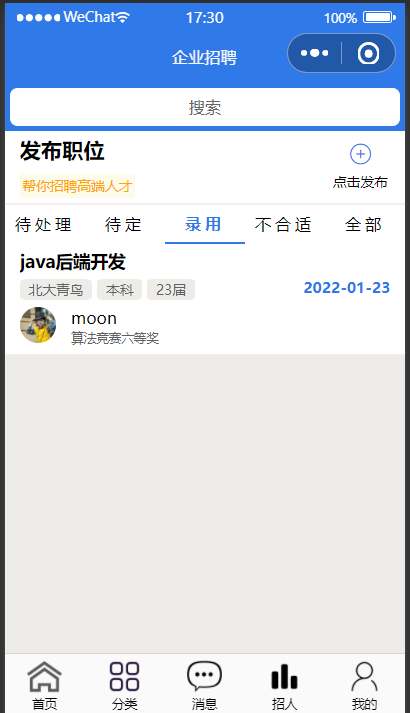 WeChat 17:30 100%
企业招聘
搜索
发布职位
帮你招聘高端人才
点击发布
待处理 待定 录用 不合适 全部
java后端开发
北大青鸟 本科 23届 2022-01-23
moon
算法竞赛六等奖
首页 分类 消息 招人 我的